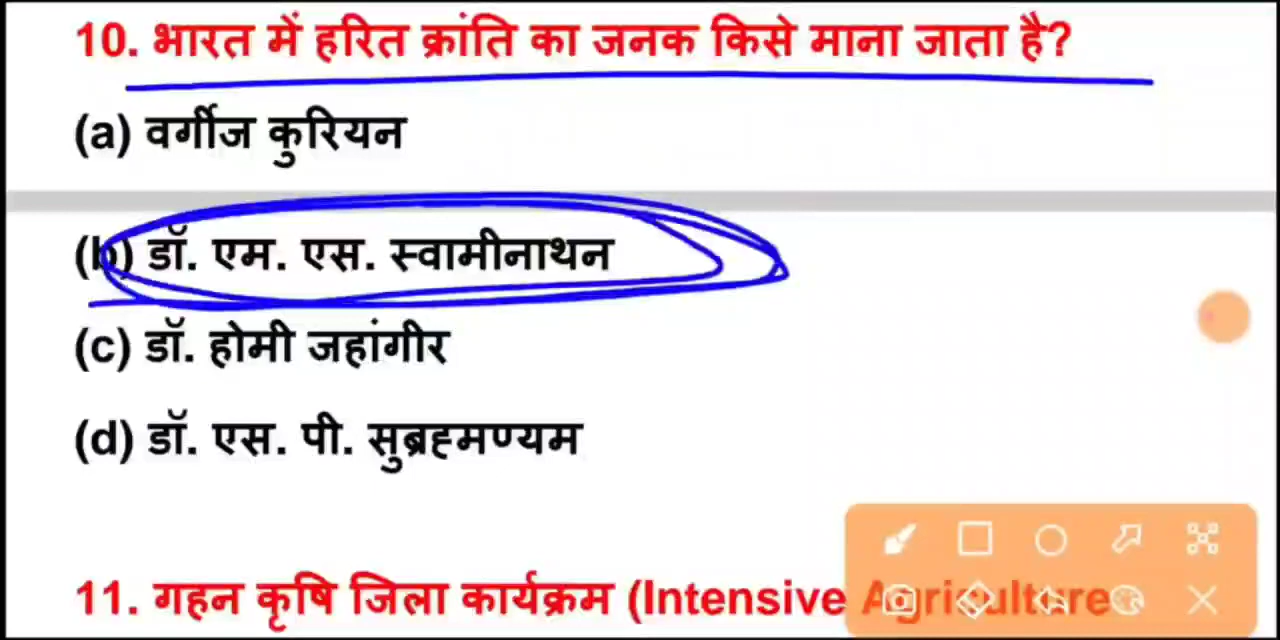 10. भारत में हरित क्रांति का जनक किसे माना जाता है?
(a) वर्गीज कुरियन
(b) डॉ. एम. एस. स्वामीनाथन
(c) डॉ. होमी जहांगीर
(d) डॉ. एस. पी. सुब्रह्मण्यम
11. गहन कृषि जिला कार्यक्रम (Intensive Agriculture